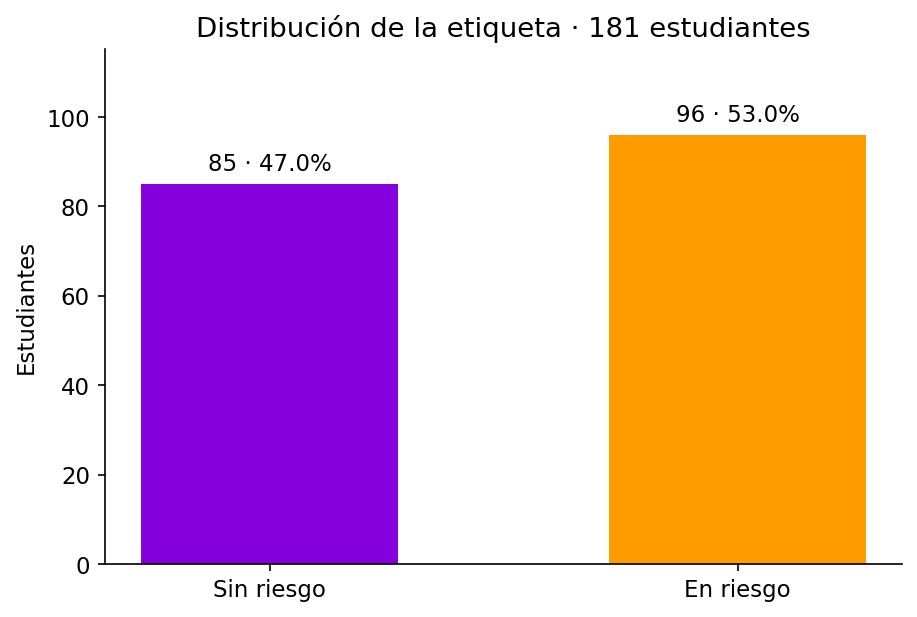 Distribución de la etiqueta · 181 estudiantes
Estudiantes
100
80
60
40
20
0
85 · 47.0%
96 · 53.0%
Sin riesgo
En riesgo